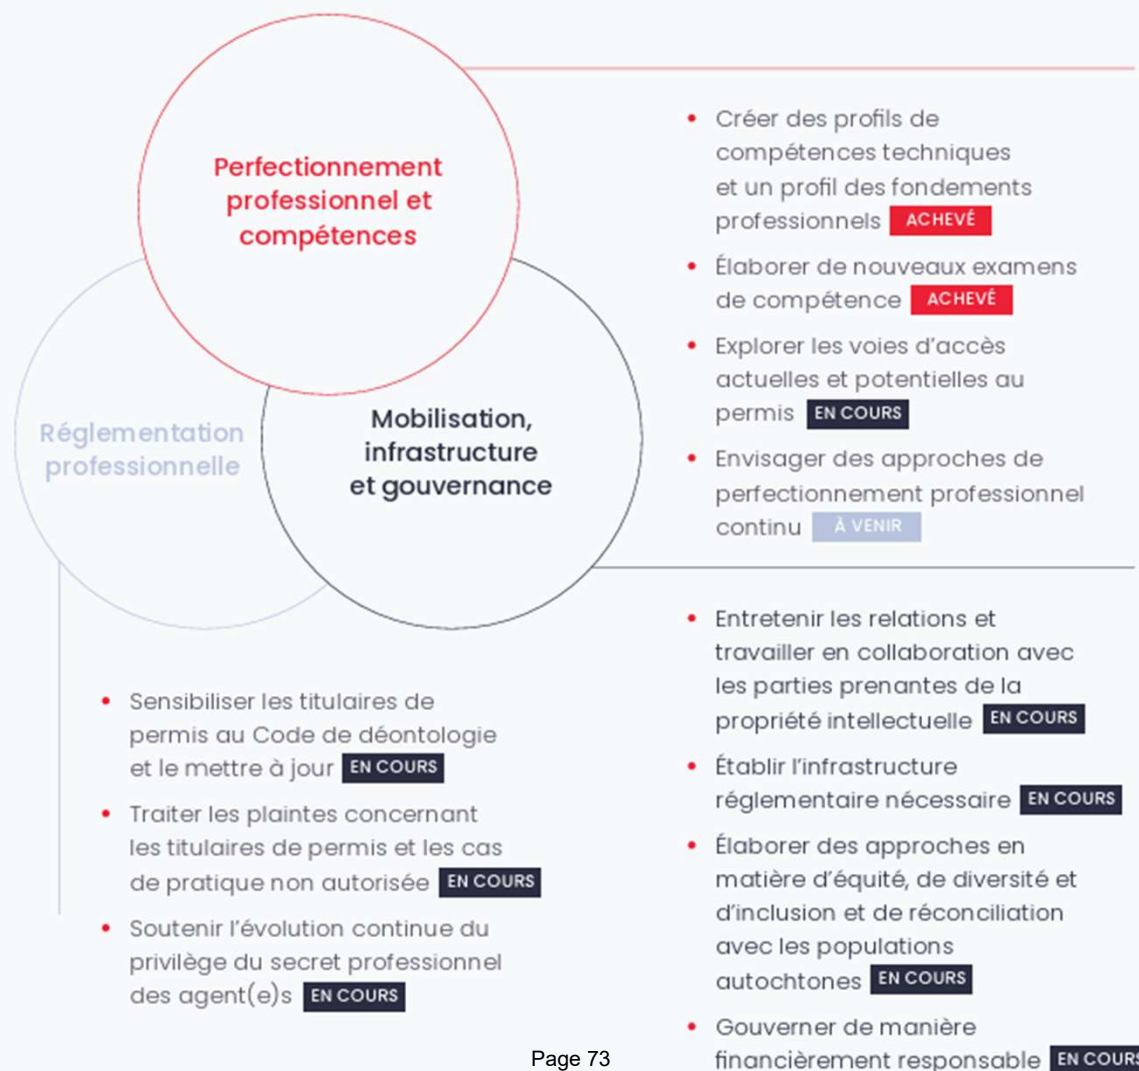 Perfectionnement
professionnel et
compétences
• Créer des profils de
compétences techniques
et un profil des fondements
professionnels ACHEVÉ
• Élaborer de nouveaux examens
de compétence ACHEVÉ
• Explorer les voies d’accès
actuelles et potentielles au
permis EN COURS
• Envisager des approches de
perfectionnement professionnel
continu À VENIR
Réglementation
professionnelle
• Sensibiliser les titulaires de
permis au Code de déontologie
et le mettre à jour EN COURS
• Traiter les plaintes concernant
les titulaires de permis et les cas
de pratique non autorisée EN COURS
• Soutenir l’évolution continue du
privilège du secret professionnel
des agent(e)s EN COURS
Mobilisation,
infrastructure
et gouvernance
• Entretenir les relations et
travailler en collaboration avec
les parties prenantes de la
propriété intellectuelle EN COURS
• Établir l’infrastructure
réglementaire nécessaire EN COURS
• Élaborer des approches en
matière d’équité, de diversité et
d’inclusion et de réconciliation
avec les populations
autochtones EN COURS
• Gouverner de manière
financièrement responsable EN COURS
Page 73